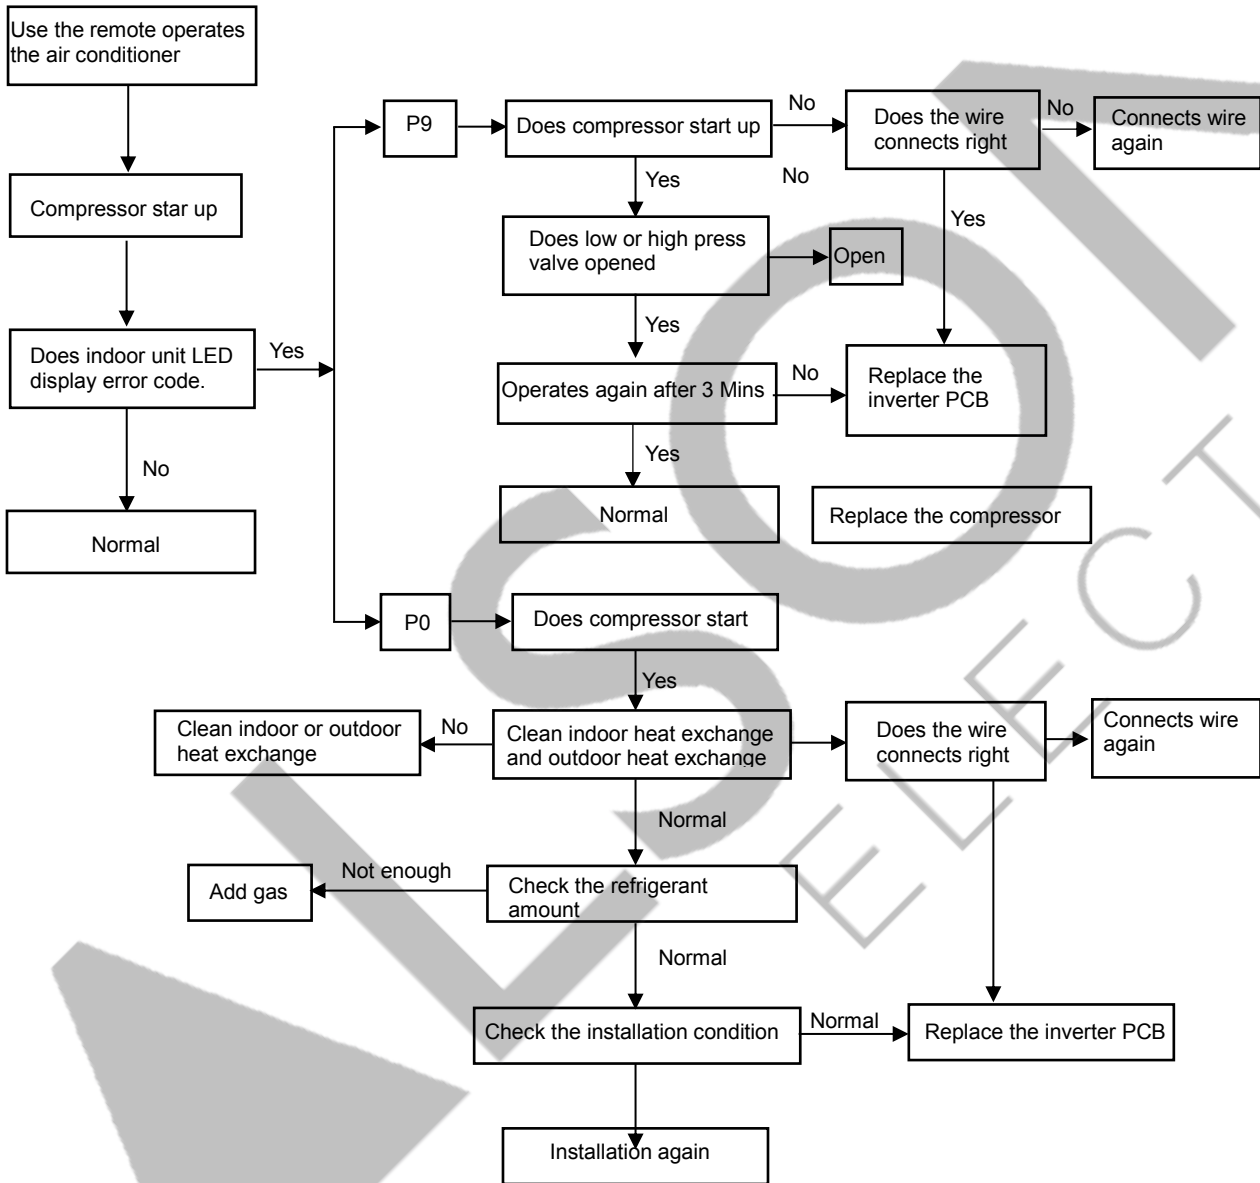 Use the remote operates
the air conditioner
Compressor star up
Does indoor unit LED
display error code.
Yes
No
Normal
P9
Does compressor start up
No
Does the wire
connects right
No
Connects wire
again
Yes
No
Yes
Does low or high press
valve opened
Open
Yes
Operates again after 3 Mins
No
Replace the
inverter PCB
Yes
Normal
Replace the compressor
P0
Does compressor start
Yes
Clean indoor or outdoor
heat exchange
No
Clean indoor heat exchange
and outdoor heat exchange
Does the wire
connects right
Connects wire
again
Normal
Add gas
Not enough
Check the refrigerant
amount
Normal
Check the installation condition
Normal
Replace the inverter PCB
Installation again
ALSO
ELECT